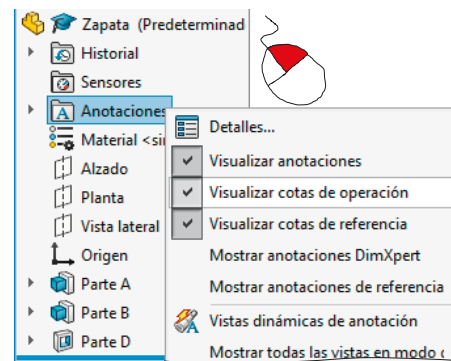 Zapata (Predeterminad
Historial
Sensores
Anotaciones
Material <sin
Alzado
Planta
Vista lateral
Origen
Parte A
Parte B
Parte D
Detalles...
Visualizar anotaciones
Visualizar cotas de operación
Visualizar cotas de referencia
Mostrar anotaciones DimXpert
Mostrar anotaciones de referencia
Vistas dinámicas de anotación
Mostrar todas las vistas en modo